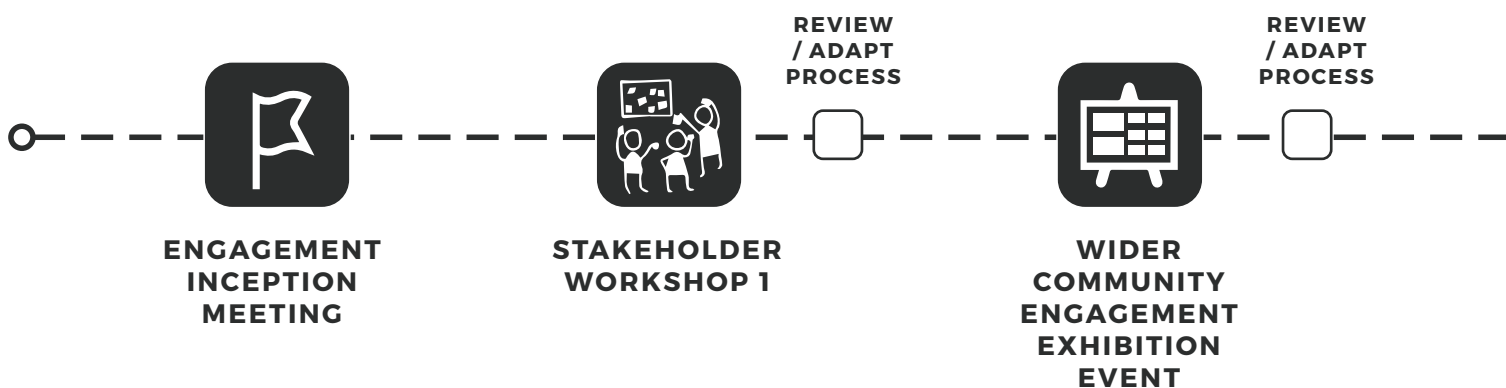 REVIEW
/ ADAPT
PROCESS
REVIEW
/ ADAPT
PROCESS
ENGAGEMENT
INCEPTION
MEETING
STAKEHOLDER
WORKSHOP 1
WIDER
COMMUNITY
ENGAGEMENT
EXHIBITION
EVENT